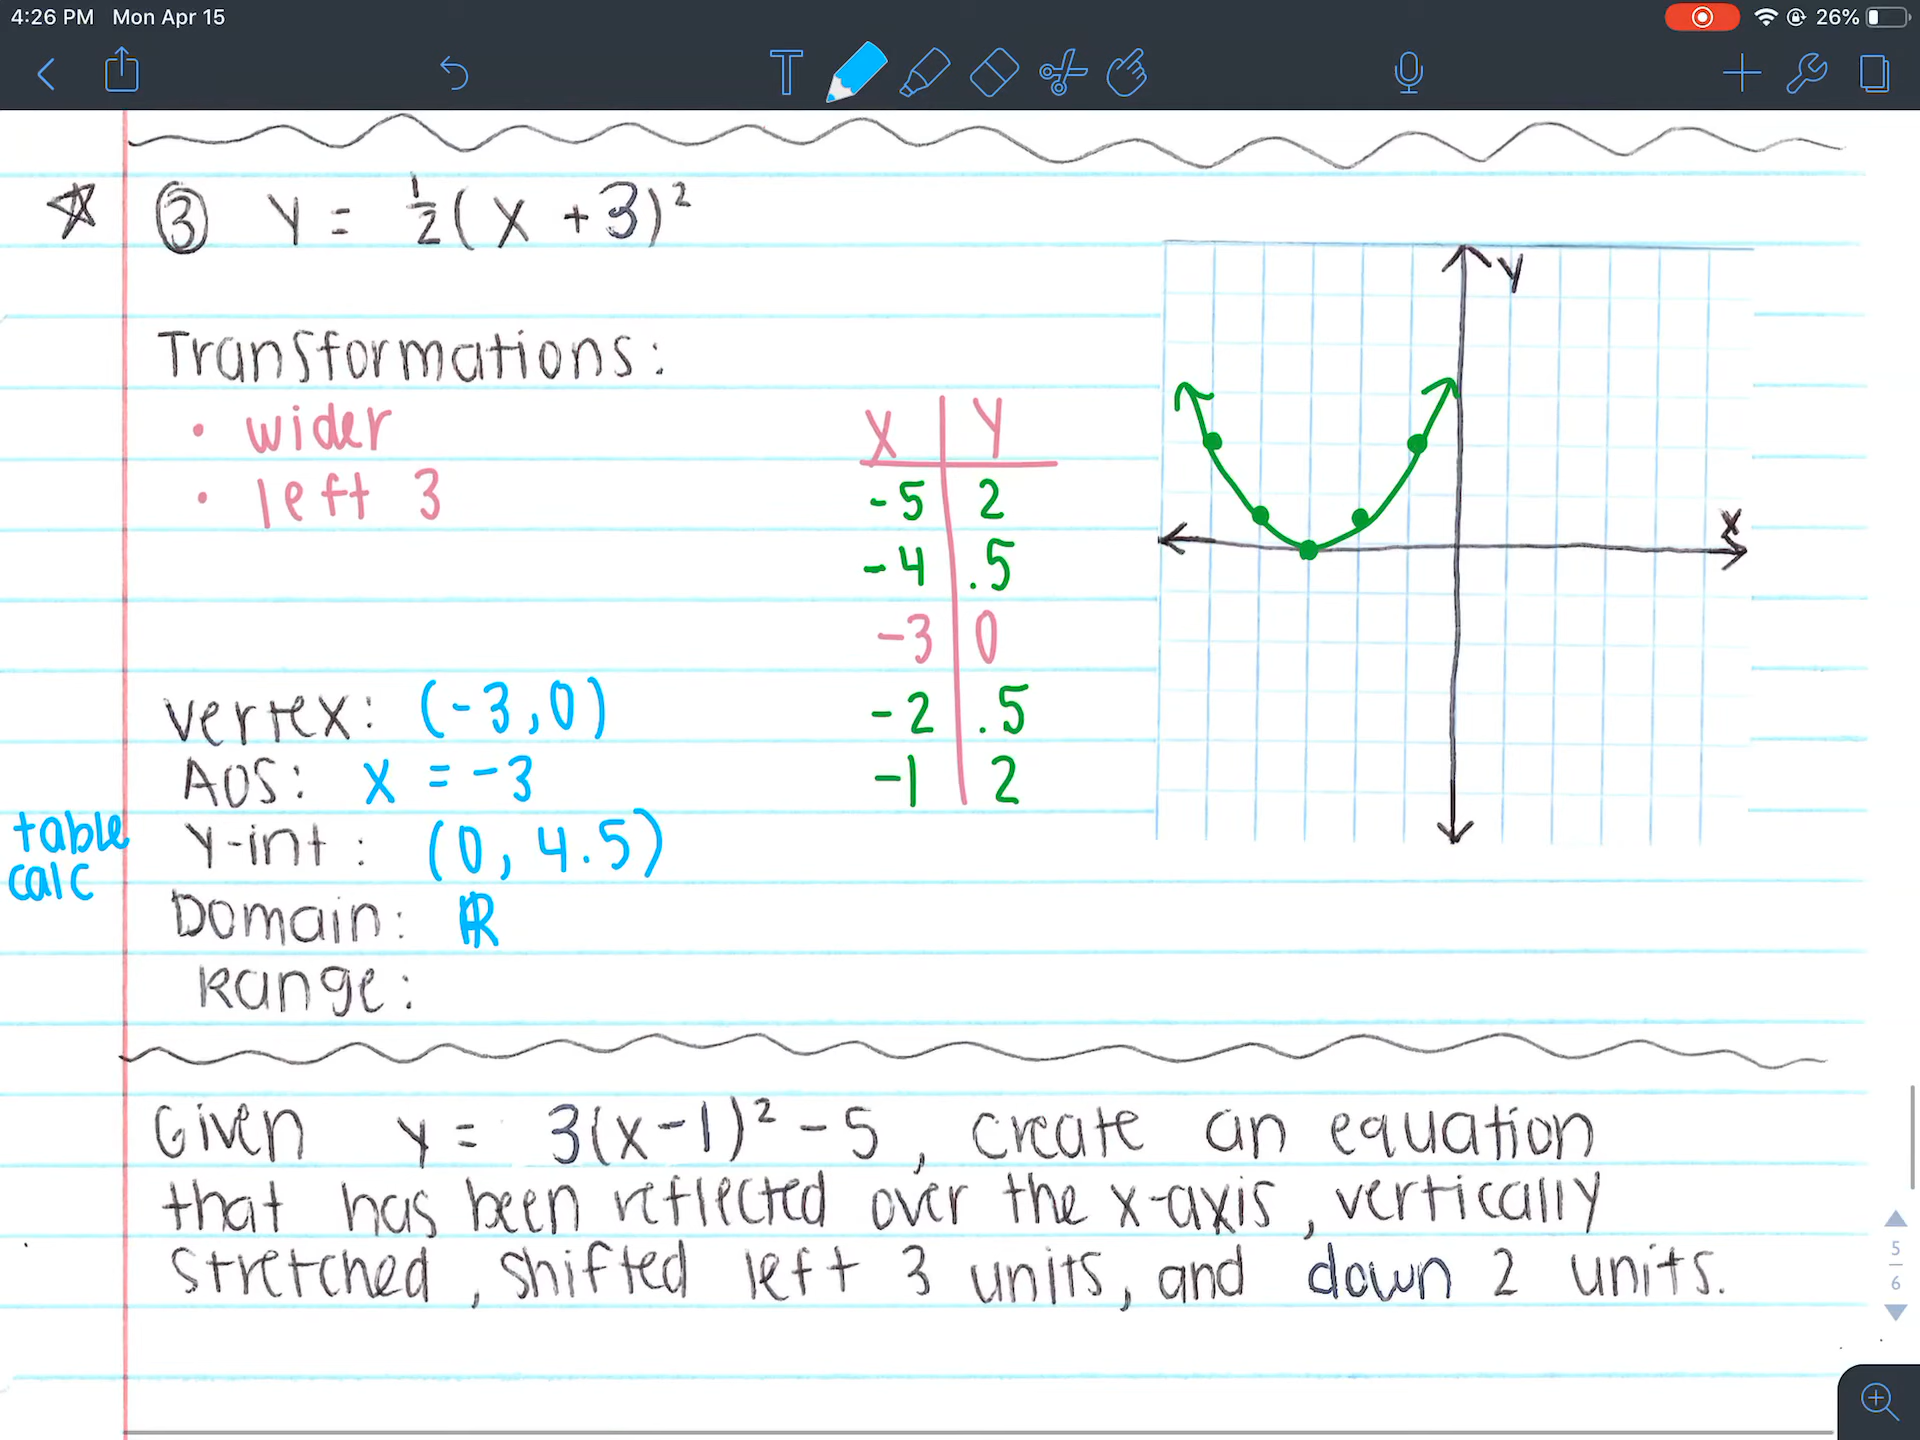 4:26 PM Mon Apr 15
26%
T
③ y = ½(x + 3)²
y
Transformations:
• wider
• left 3
x | y
-5 | 2
-4 | .5
-3 | 0
-2 | .5
-1 | 2
x
vertex: (-3,0)
AOS: x = -3
table
calc
y-int: (0, 4.5)
Domain: ℝ
Range:
Given y = 3(x-1)² - 5, create an equation
that has been reflected over the x-axis, vertically
stretched, shifted left 3 units, and down 2 units.
5
6